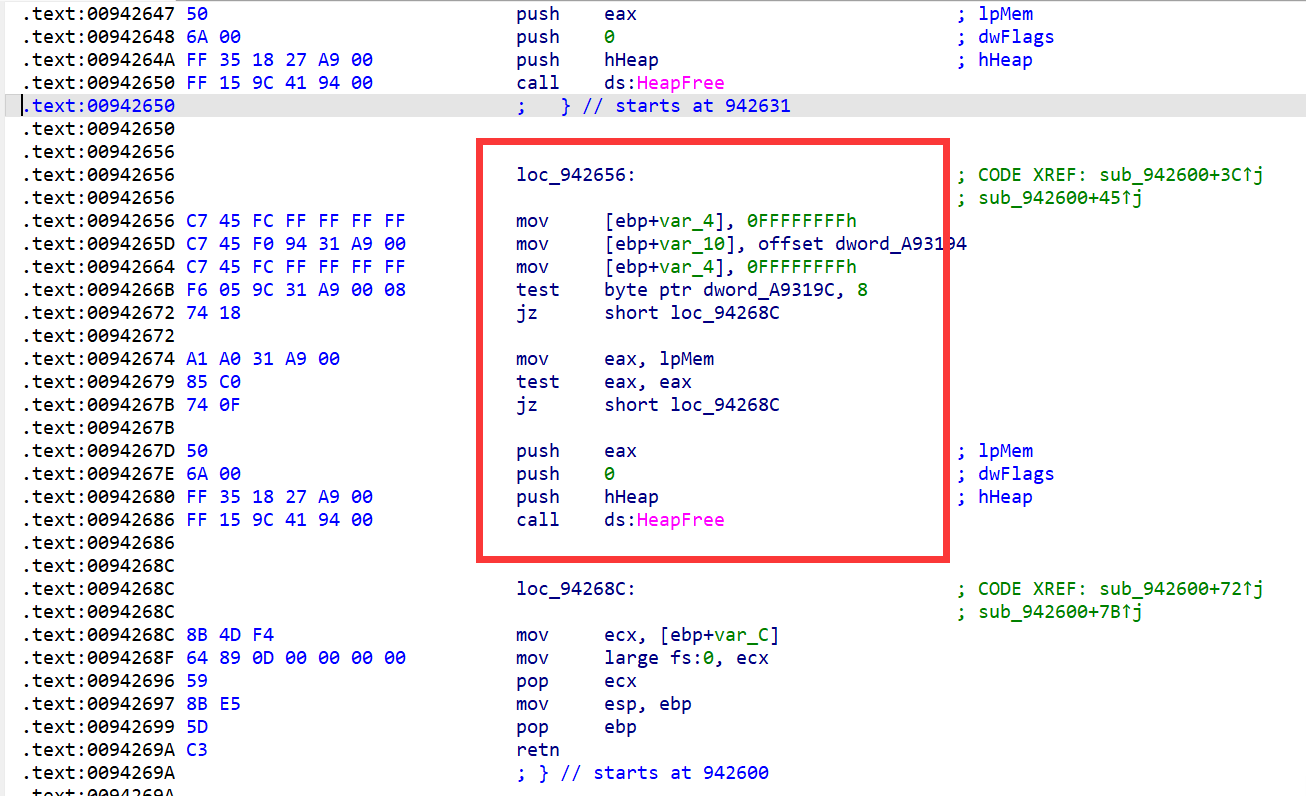 .text:00942647 50 push eax ; lpMem
.text:00942648 6A 00 push 0 ; dwFlags
.text:0094264A FF 35 18 27 A9 00 push hHeap ; hHeap
.text:00942650 FF 15 9C 41 94 00 call ds:HeapFree
.text:00942650 ; } // starts at 942631
.text:00942650
.text:00942656
.text:00942656 loc_942656: ; CODE XREF: sub_942600+3C↑j
.text:00942656 ; sub_942600+45↑j
.text:00942656 C7 45 FC FF FF FF FF mov [ebp+var_4], 0FFFFFFFFh
.text:0094265D C7 45 F0 94 31 A9 00 mov [ebp+var_10], offset dword_A93194
.text:00942664 C7 45 FC FF FF FF FF mov [ebp+var_4], 0FFFFFFFFh
.text:0094266B F6 05 9C 31 A9 00 08 test byte ptr dword_A9319C, 8
.text:00942672 74 18 jz short loc_94268C
.text:00942672
.text:00942674 A1 A0 31 A9 00 mov eax, lpMem
.text:00942679 85 C0 test eax, eax
.text:0094267B 74 0F jz short loc_94268C
.text:0094267B
.text:0094267D 50 push eax ; lpMem
.text:0094267E 6A 00 push 0 ; dwFlags
.text:00942680 FF 35 18 27 A9 00 push hHeap ; hHeap
.text:00942686 FF 15 9C 41 94 00 call ds:HeapFree
.text:00942686
.text:0094268C
.text:0094268C loc_94268C: ; CODE XREF: sub_942600+72↑j
.text:0094268C ; sub_942600+7B↑j
.text:0094268C 8B 4D F4 mov ecx, [ebp+var_C]
.text:0094268F 64 89 0D 00 00 00 00 mov large fs:0, ecx
.text:00942696 59 pop ecx
.text:00942697 8B E5 mov esp, ebp
.text:00942699 5D pop ebp
.text:0094269A C3 retn
.text:0094269A ; } // starts at 942600